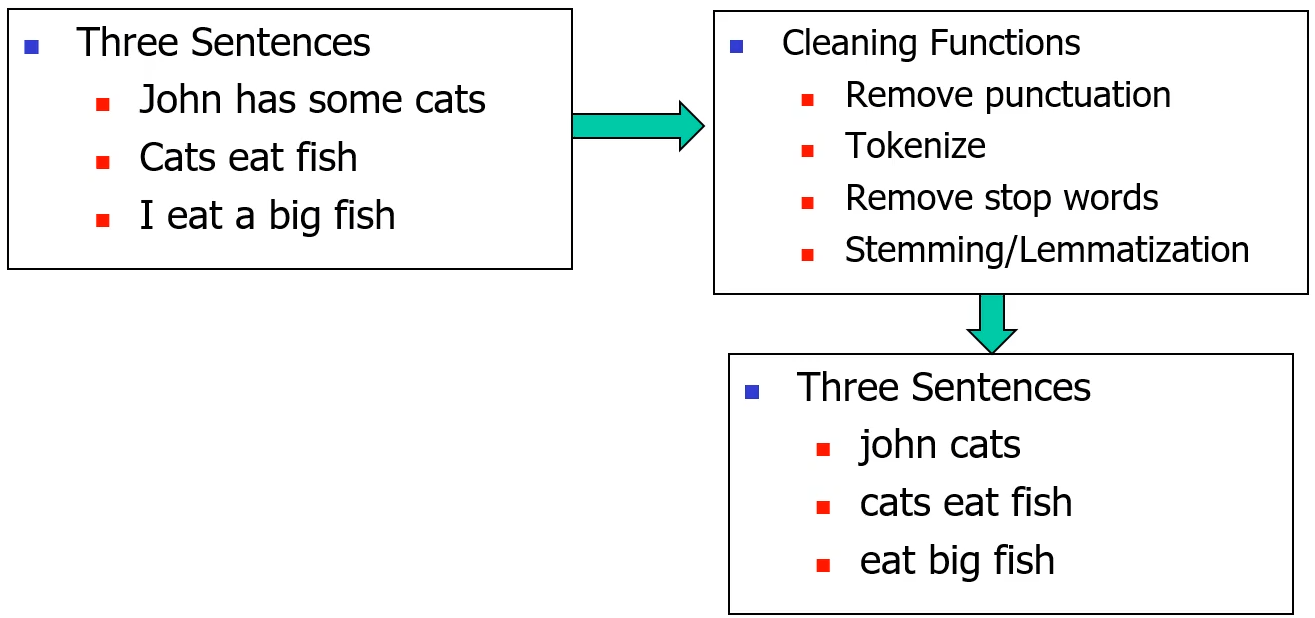 Three Sentences
John has some cats
Cats eat fish
I eat a big fish
Cleaning Functions
Remove punctuation
Tokenize
Remove stop words
Stemming/Lemmatization
Three Sentences
john cats
cats eat fish
eat big fish